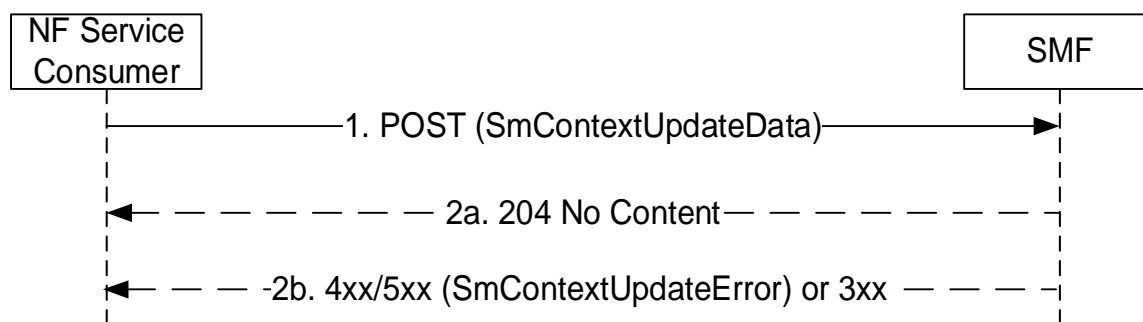 NF Service
Consumer
SMF
1. POST (SmContextUpdateData)
2a. 204 No Content
2b. 4xx/5xx (SmContextUpdateError) or 3xx